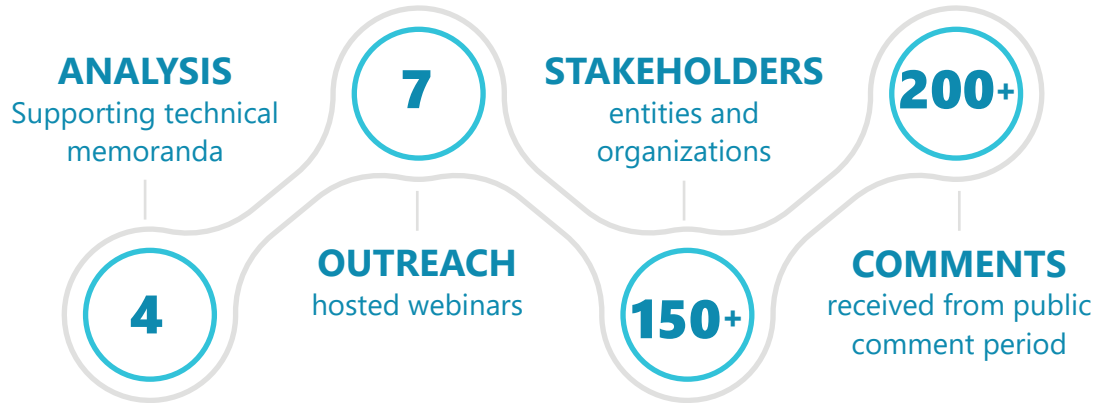 ANALYSIS
Supporting technical
memoranda
4
7
OUTREACH
hosted webinars
STAKEHOLDERS
entities and
organizations
150+
200+
COMMENTS
received from public
comment period